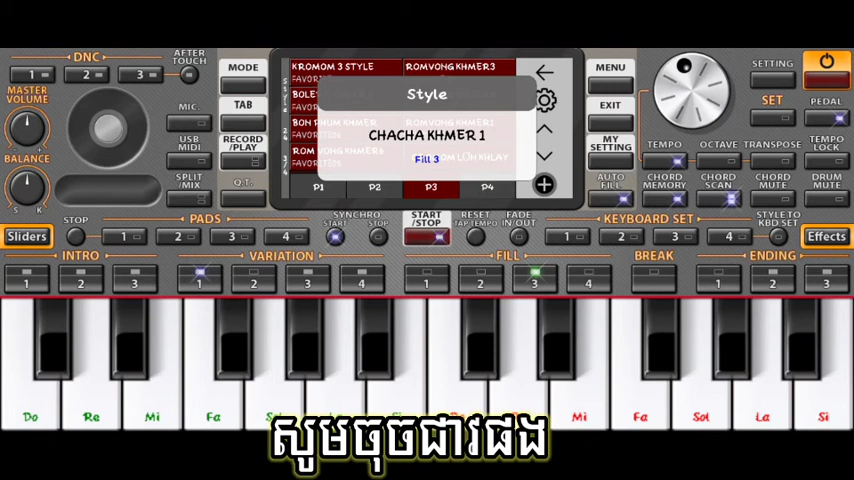 DNC
AFTER TOUCH
1 2 3
MASTER VOLUME
MIC.
USB MIDI
BALANCE
S K
SPLIT /MIX
MODE
TAB
RECORD /PLAY
Q.T.
KROMOM 3 STYLE ROMVONG KHMER3
Style
CHACHA KHMER 1
Fill 3
BON PHUM KHMER
P1 P2 P3 P4
MENU
EXIT
MY SETTING
AUTO FILL
SETTING
SET
PEDAL
TEMPO OCTAVE TRANSPOSE TEMPO LOCK
CHORD MEMORY CHORD SCAN CHORD MUTE DRUM MUTE
Sliders
STOP PADS
1 2 3 4
SYNCHRO
START STOP
START /STOP
RESET
TAP TEMPO
FADE IN/OUT
KEYBOARD SET
1 2 3 4
STYLE TO KBD SET
Effects
INTRO VARIATION FILL BREAK ENDING
1 2 3 1 2 3 4 1 2 3 4 1 2 3
Do Re Mi Fa Mi Fa Sol La Si
សូមចុចជាវផង